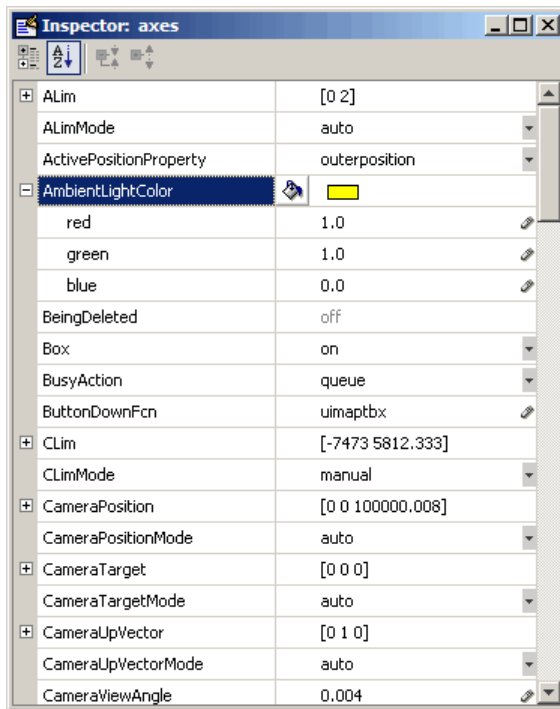 Inspector: axes
ALim [0 2]
ALimMode auto
ActivePositionProperty outerposition
AmbientLightColor
red 1.0
green 1.0
blue 0.0
BeingDeleted off
Box on
BusyAction queue
ButtonDownFcn uimaptbx
CLim [-7473 5812.333]
CLimMode manual
CameraPosition [0 0 100000.008]
CameraPositionMode auto
CameraTarget [0 0 0]
CameraTargetMode auto
CameraUpVector [0 1 0]
CameraUpVectorMode auto
CameraViewAngle 0.004